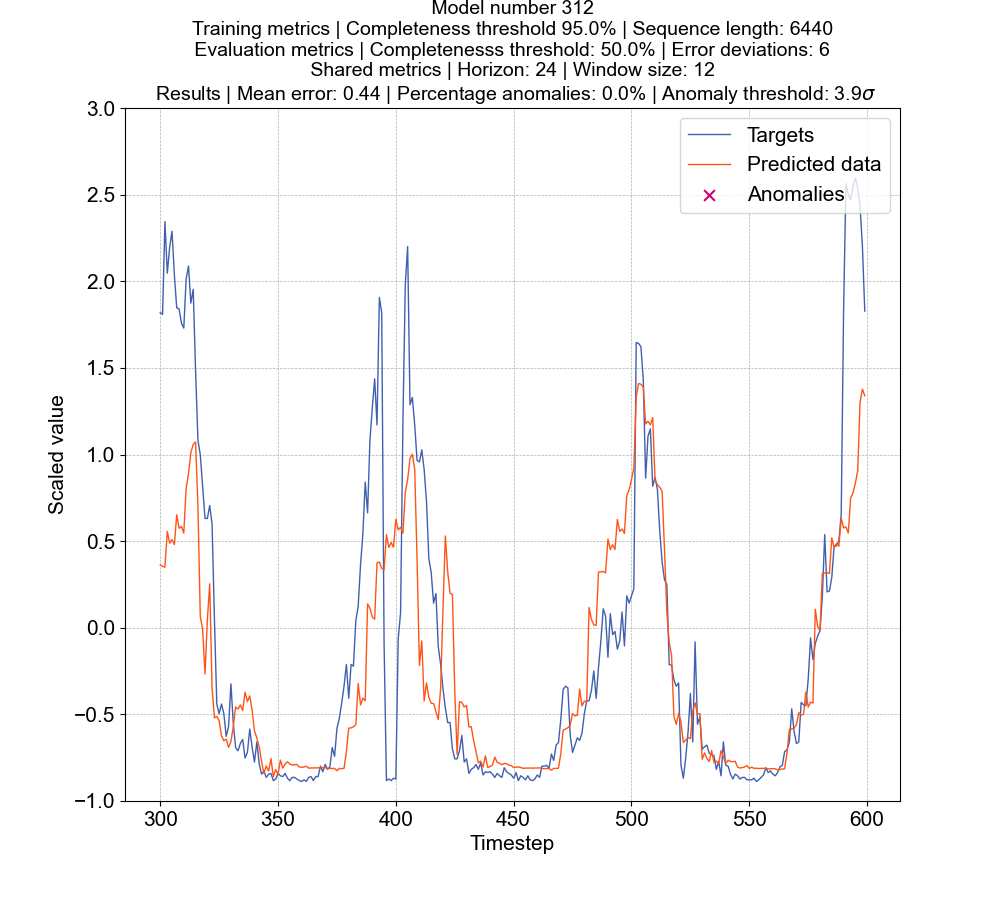 Model number 312
Training metrics | Completeness threshold 95.0% | Sequence length: 6440
Evaluation metrics | Completenesss threshold: 50.0% | Error deviations: 6
Shared metrics | Horizon: 24 | Window size: 12
Results | Mean error: 0.44 | Percentage anomalies: 0.0% | Anomaly threshold: 3.9σ
Targets
Predicted data
Anomalies
3.0
2.5
2.0
1.5
1.0
0.5
0.0
−0.5
−1.0
Scaled value
300
350
400
450
500
550
600
Timestep